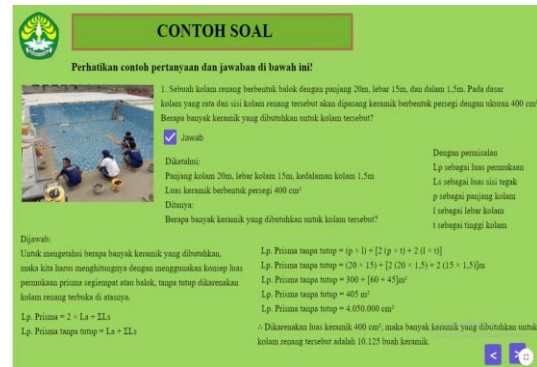 CONTOH SOAL
Perhatikan contoh pertanyaan dan jawaban di bawah ini!
1. Sebuah kolam renang berbentuk balok dengan panjang 20m, lebar 15m, dan dalam 1,5m. Pada dasar
kolam yang rata dan sisi kolam renang tersebut akan dipasang keramik berbentuk persegi dengan ukuran 400 cm²
Berapa banyak keramik yang dibutuhkan untuk kolam tersebut?
Jawab
Diketahui:
Panjang kolam 20m, lebar kolam 15m, kedalaman kolam 1,5m
Luas keramik berbentuk persegi 400 cm²
Ditanya:
Berapa banyak keramik yang dibutuhkan untuk kolam tersebut?
Dengan permisalan
Lp sebagai luas permukaan
Ls sebagai luas sisi tegak
p sebagai panjang kolam
l sebagai lebar kolam
t sebagai tinggi kolam
Dijawab:
Untuk mengetahui berapa banyak keramik yang dibutuhkan,
maka kita harus menghitungnya dengan menggunakan konsep luas
permukaan prisma segiempat atau balok, tanpa tutup dikarenakan
kolam renang terbuka di atasnya.
Lp. Prisma = 2 × La + ΣLs
Lp. Prisma tanpa tutup = La + ΣLs
Lp. Prisma tanpa tutup = (p × l) + [2 (p × t) + 2 (l × t)]
Lp. Prisma tanpa tutup = (20 × 15) + [2 (20 × 1,5) + 2 (15 × 1,5)]m
Lp. Prisma tanpa tutup = 300 + [60 + 45]m²
Lp. Prisma tanpa tutup = 405 m²
Lp. Prisma tanpa tutup = 4.050.000 cm²
∴ Dikarenakan luas keramik 400 cm², maka banyak keramik yang dibutuhkan untuk
kolam renang tersebut adalah 10.125 buah keramik.